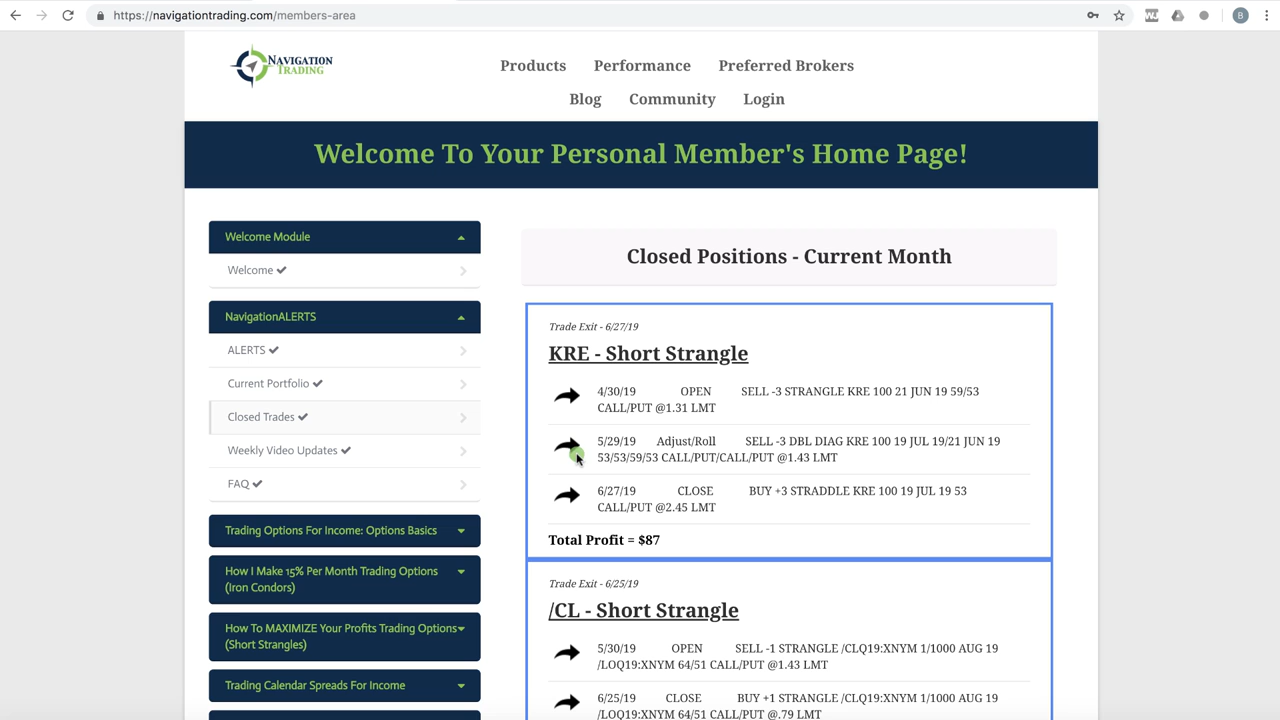 https://navigationtrading.com/members-area
WJ
B
NAVIGATION
TRADING
Products Performance Preferred Brokers
Blog Community Login
Welcome To Your Personal Member's Home Page!
Welcome Module
Welcome
NavigationALERTS
ALERTS
Current Portfolio
Closed Trades
Weekly Video Updates
FAQ
Trading Options For Income: Options Basics
How I Make 15% Per Month Trading Options
(Iron Condors)
How To MAXIMIZE Your Profits Trading Options
(Short Strangles)
Trading Calendar Spreads For Income
Closed Positions - Current Month
Trade Exit - 6/27/19
KRE - Short Strangle
4/30/19 OPEN SELL -3 STRANGLE KRE 100 21 JUN 19 59/53
CALL/PUT @1.31 LMT
5/29/19 Adjust/Roll SELL -3 DBL DIAG KRE 100 19 JUL 19/21 JUN 19
53/53/59/53 CALL/PUT/CALL/PUT @1.43 LMT
6/27/19 CLOSE BUY +3 STRADDLE KRE 100 19 JUL 19 53
CALL/PUT @2.45 LMT
Total Profit = $87
Trade Exit - 6/25/19
/CL - Short Strangle
5/30/19 OPEN SELL -1 STRANGLE /CLQ19:XNYM 1/1000 AUG 19
/LOQ19:XNYM 64/51 CALL/PUT @1.43 LMT
6/25/19 CLOSE BUY +1 STRANGLE /CLQ19:XNYM 1/1000 AUG 19
/LOQ19:XNYM 64/51 CALL/PUT @.79 LMT